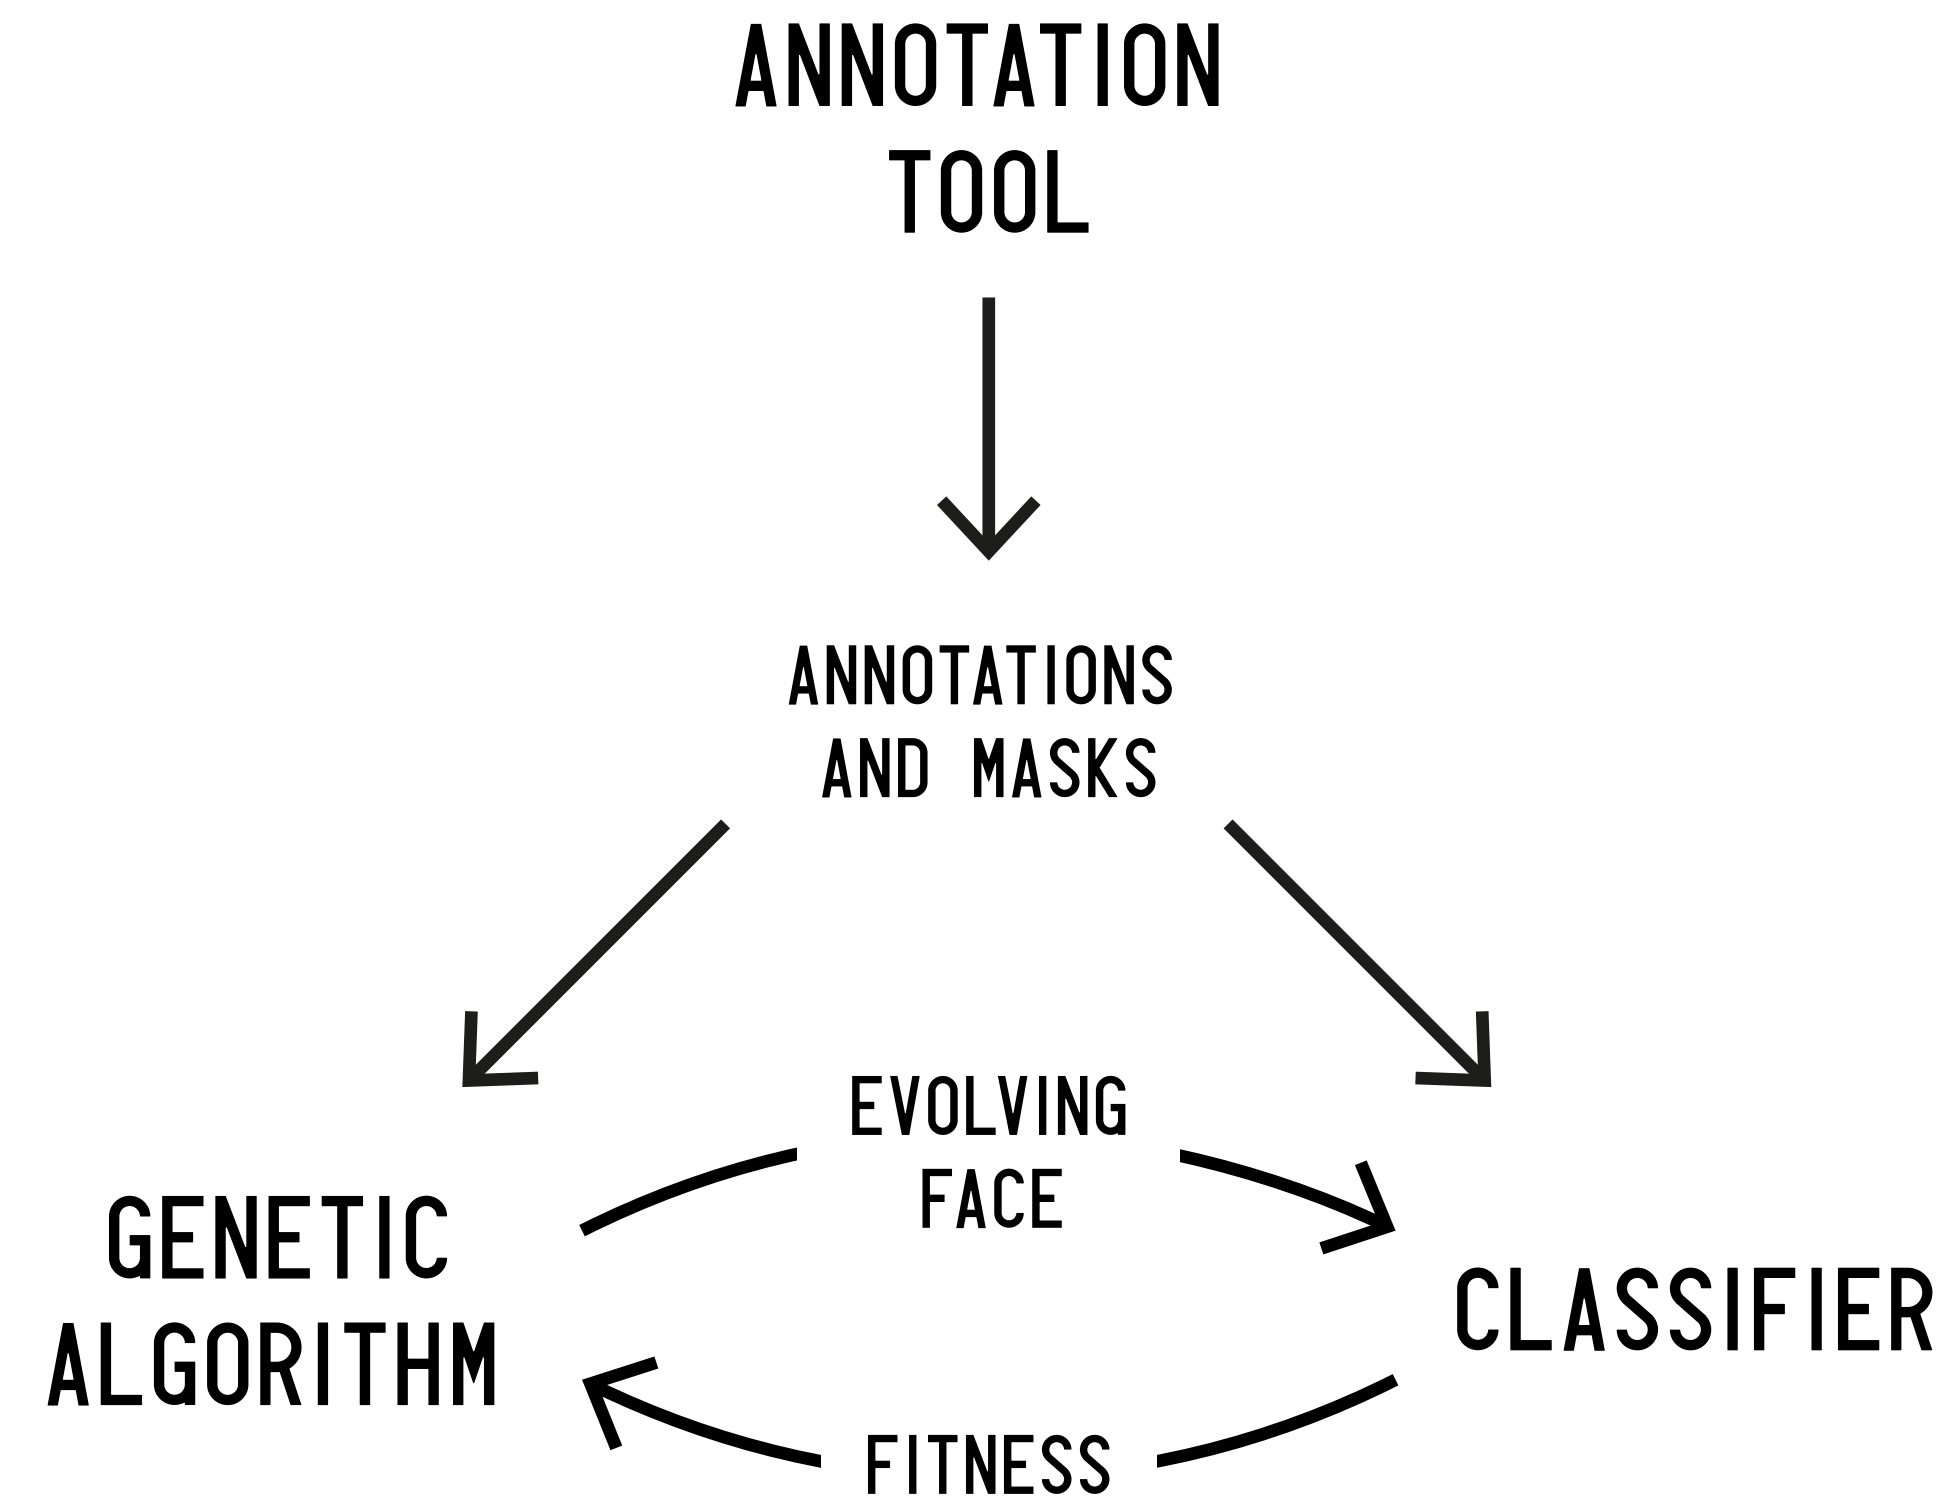 ANNOTATION
TOOL
ANNOTATIONS
AND MASKS
EVOLVING
FACE
GENETIC
ALGORITHM
CLASSIFIER
FITNESS